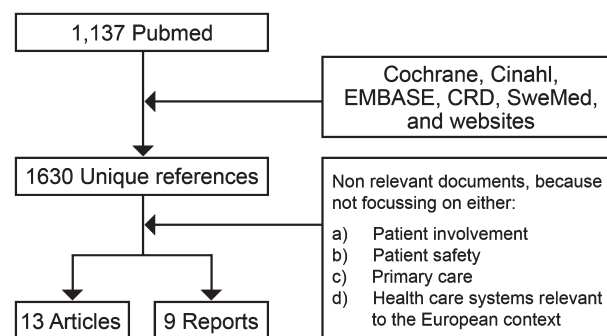 1,137 Pubmed
Cochrane, Cinahl,
EMBASE, CRD, SweMed,
and websites
1630 Unique references
Non relevant documents, because
not focussing on either:
a) Patient involvement
b) Patient safety
c) Primary care
d) Health care systems relevant
to the European context
13 Articles
9 Reports